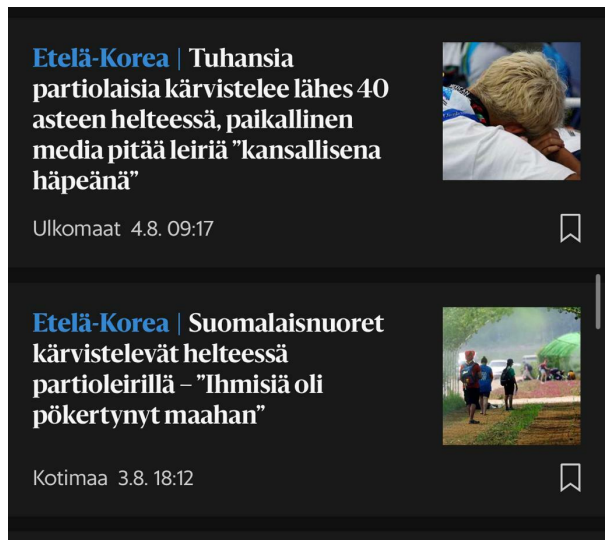 Etelä-Korea | Tuhansia
partiolaisia kärvistelee lähes 40
asteen helteessä, paikallinen
media pitää leiriä ”kansallisena
häpeänä”
Ulkomaat 4.8. 09:17
Etelä-Korea | Suomalaisnuoret
kärvistelevät helteessä
partioleirillä – ”Ihmisiä oli
pökertynyt maahan”
Kotimaa 3.8. 18:12